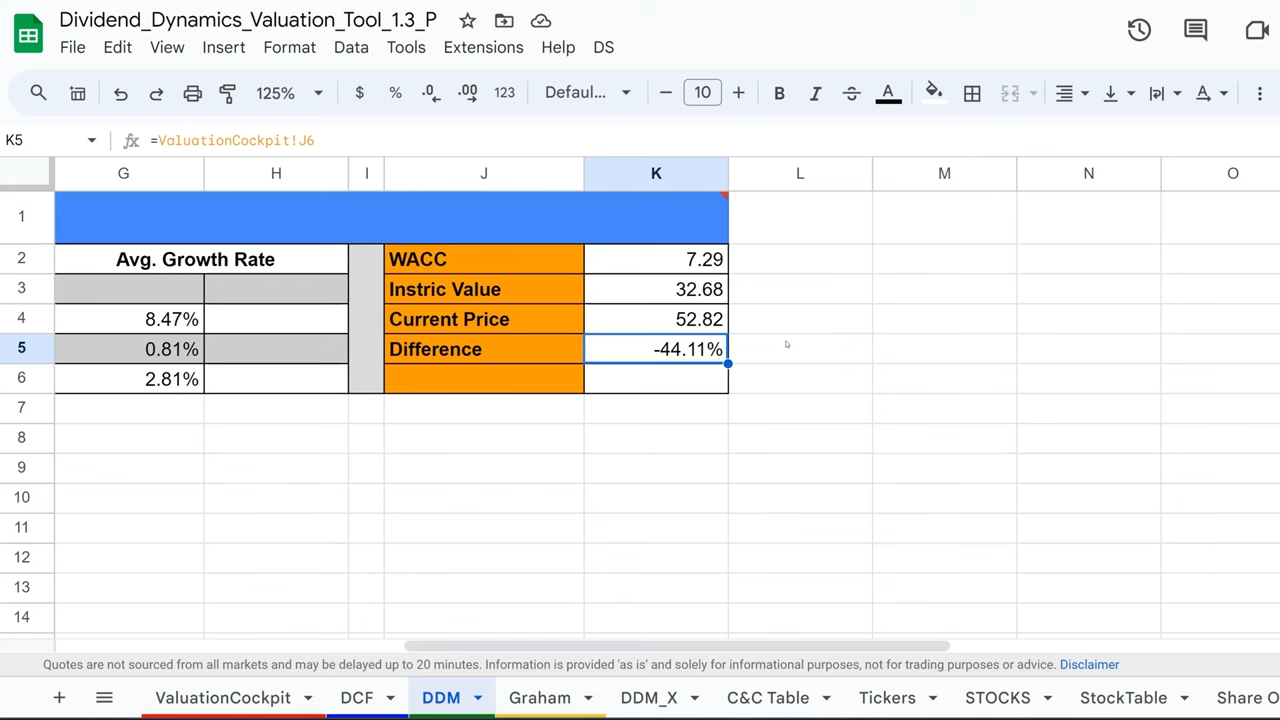 Dividend_Dynamics_Valuation_Tool_1.3_P
File Edit View Insert Format Data Tools Extensions Help DS
125% $ % .0 .00 123 Defaul... − 10 + B I S A A
K5 fx =ValuationCockpit!J6
G H I J K L M N O
1
2 Avg. Growth Rate WACC 7.29
3 Instric Value 32.68
4 8.47% Current Price 52.82
5 0.81% Difference -44.11%
6 2.81%
7
8
9
10
11
12
13
14
Quotes are not sourced from all markets and may be delayed up to 20 minutes. Information is provided 'as is' and solely for informational purposes, not for trading purposes or advice. Disclaimer
+ ValuationCockpit DCF DDM Graham DDM_X C&C Table Tickers STOCKS StockTable Share O